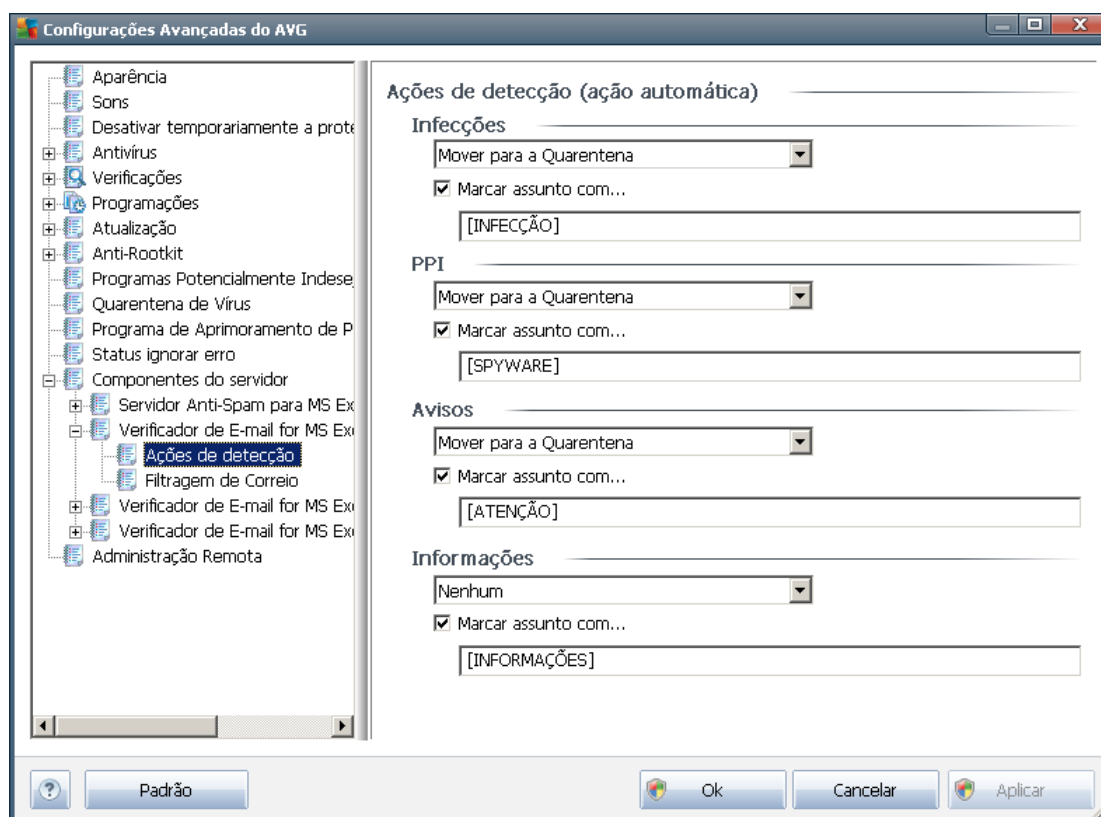 Configurações Avançadas do AVG
Aparência
Sons
Desativar temporariamente a prote
Antivírus
Verificações
Programações
Atualização
Anti-Rootkit
Programas Potencialmente Indese
Quarentena de Vírus
Programa de Aprimoramento de P
Status ignorar erro
Componentes do servidor
Servidor Anti-Spam para MS Ex
Verificador de E-mail for MS Exc
Ações de detecção
Filtragem de Correio
Verificador de E-mail for MS Exc
Verificador de E-mail for MS Exc
Administração Remota
Ações de detecção (ação automática)
Infecções
Mover para a Quarentena
Marcar assunto com...
[INFECÇÃO]
PPI
Mover para a Quarentena
Marcar assunto com...
[SPYWARE]
Avisos
Mover para a Quarentena
Marcar assunto com...
[ATENÇÃO]
Informações
Nenhum
Marcar assunto com...
[INFORMAÇÕES]
? Padrão Ok Cancelar Aplicar